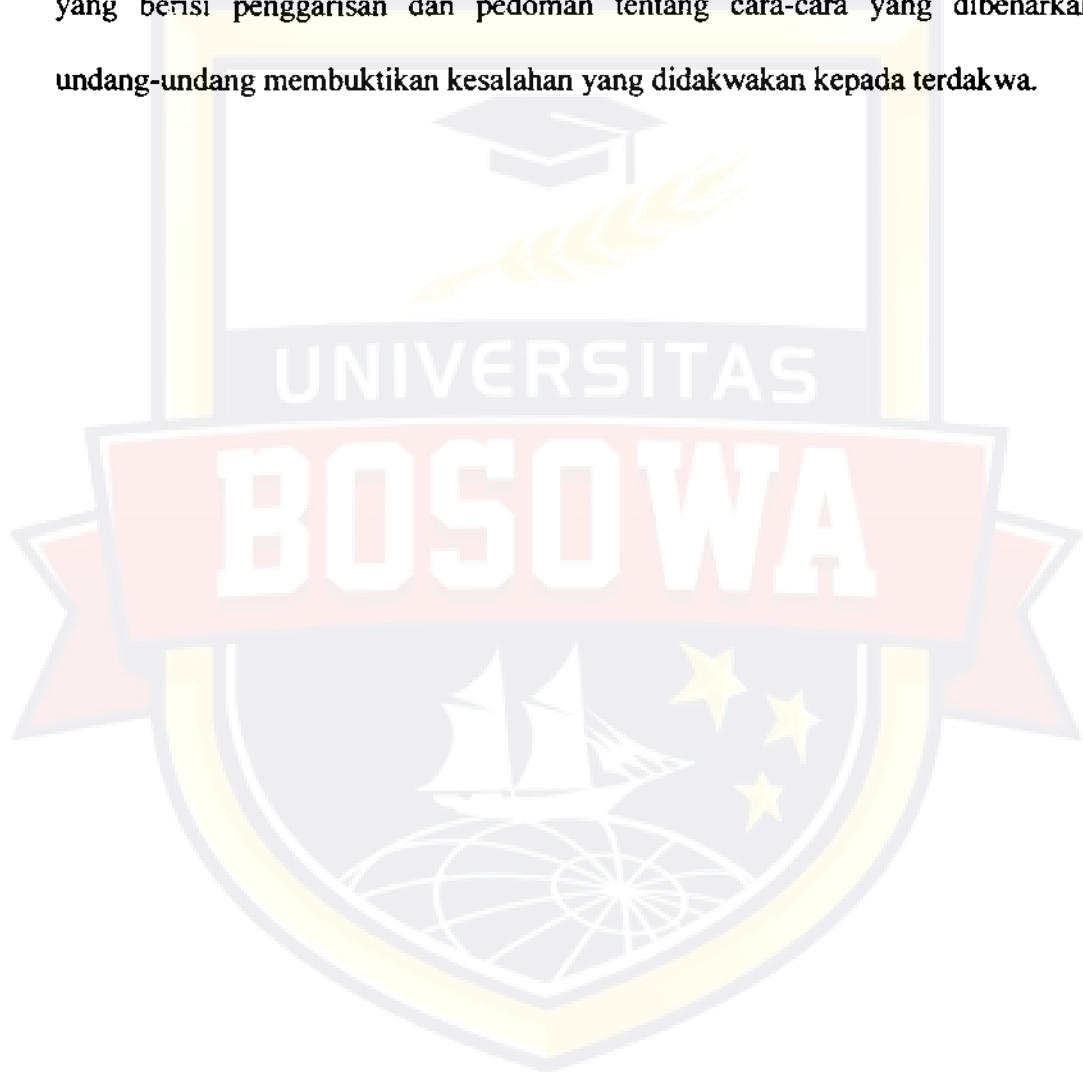 yang berisi penggarisan dan pedoman tentang cara-cara yang dibenarkan
undang-undang membuktikan kesalahan yang didakwakan kepada terdakwa.
UNIVERSITAS
BOSOWA